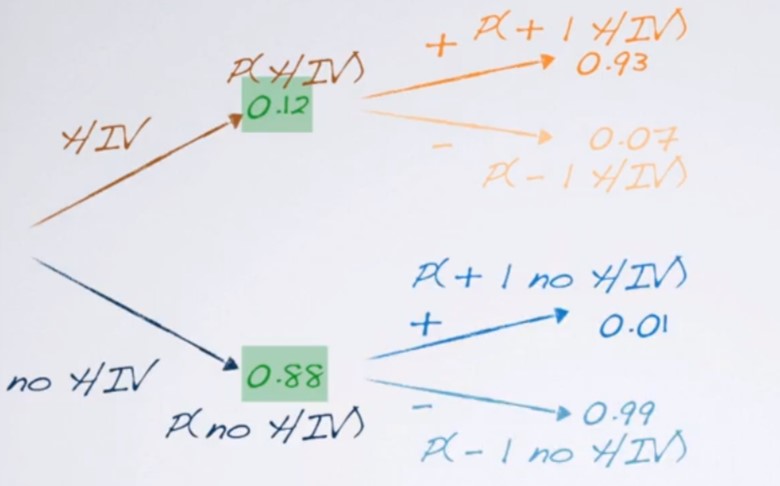 + P(+ | HIV)
P(HIV)
0.93
0.12
HIV
-
0.07
P(- | HIV)
P(+ | no HIV)
+
0.01
no HIV
0.88
-
0.99
P(no HIV)
P(- | no HIV)